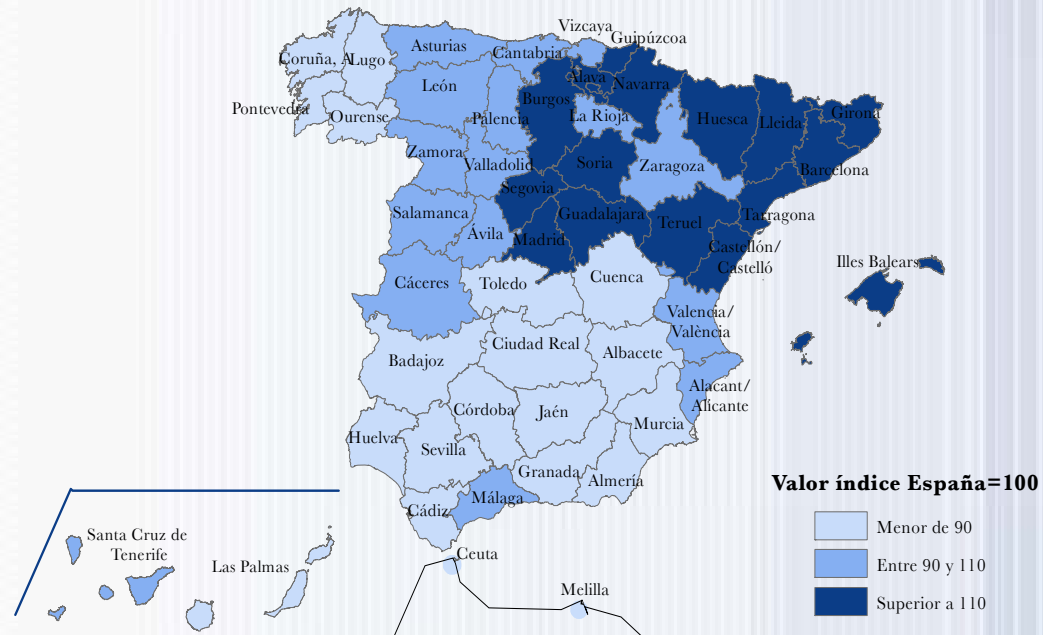 Vizcaya
Guipúzcoa
Asturias
Cantabria
Coruña, A
Lugo
León
Álava
Navarra
Pontevedra
Ourense
Palencia
Burgos
La Rioja
Huesca
Lleida
Girona
Zamora
Valladolid
Soria
Zaragoza
Barcelona
Segovia
Salamanca
Ávila
Madrid
Guadalajara
Teruel
Tarragona
Castellón/
Castelló
Illes Balears
Cáceres
Toledo
Cuenca
Valencia/
València
Badajoz
Ciudad Real
Albacete
Alacant/
Alicante
Córdoba
Jaén
Murcia
Huelva
Sevilla
Granada
Almería
Málaga
Cádiz
Ceuta
Melilla
Santa Cruz de
Tenerife
Las Palmas
Valor índice España=100
Menor de 90
Entre 90 y 110
Superior a 110